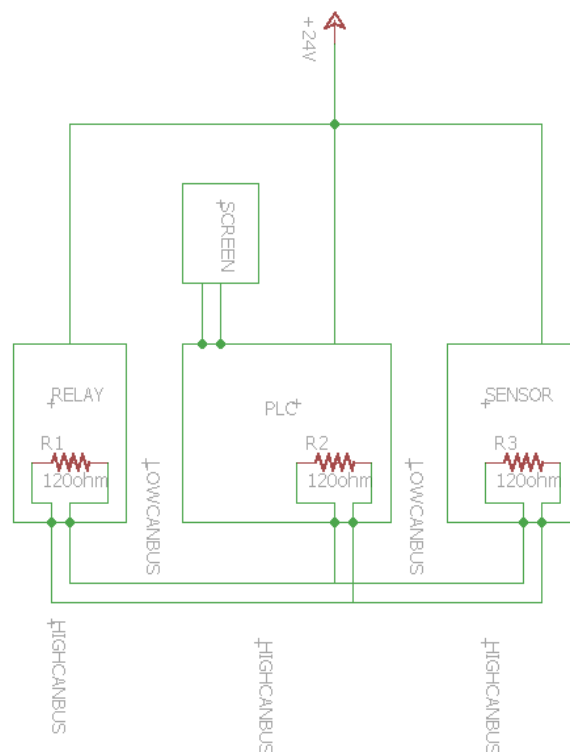 +24V
SCREEN
RELAY
PLC
SENSOR
R1
120ohm
R2
120ohm
R3
120ohm
LOWCANBUS
LOWCANBUS
HIGHCANBUS
HIGHCANBUS
HIGHCANBUS